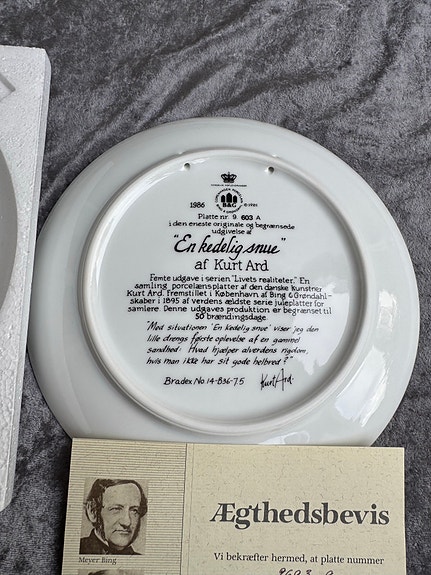 1986 B&G © 1985
Platte nr. 9 603 A
i den eneste originale og begrænsede
udgivelse af
"En kedelig snue"
af Kurt Ard
Femte udgave i serien "Livets realiteter." En
samling porcelænsplatter af den danske kunstner
Kurt Ard. Fremstillet i København af Bing & Grøndahl-
skaber i 1895 af verdens ældste serie juleplatter for
samlere. Denne udgaves produktion er begrænset til
50 brændingsdage.
"Med situationen 'En kedelig snue' viser jeg den
lille drengs første oplevelse af en gammel
sandhed: Hvad hjælper alverdens rigdom,
hvis man ikke har sit gode helbred?"
Bradex No. 14-B36-7.5 Kurt Ard.
Ægthedsbevis
Meyer Bing
Vi bekræfter hermed, at platte nummer